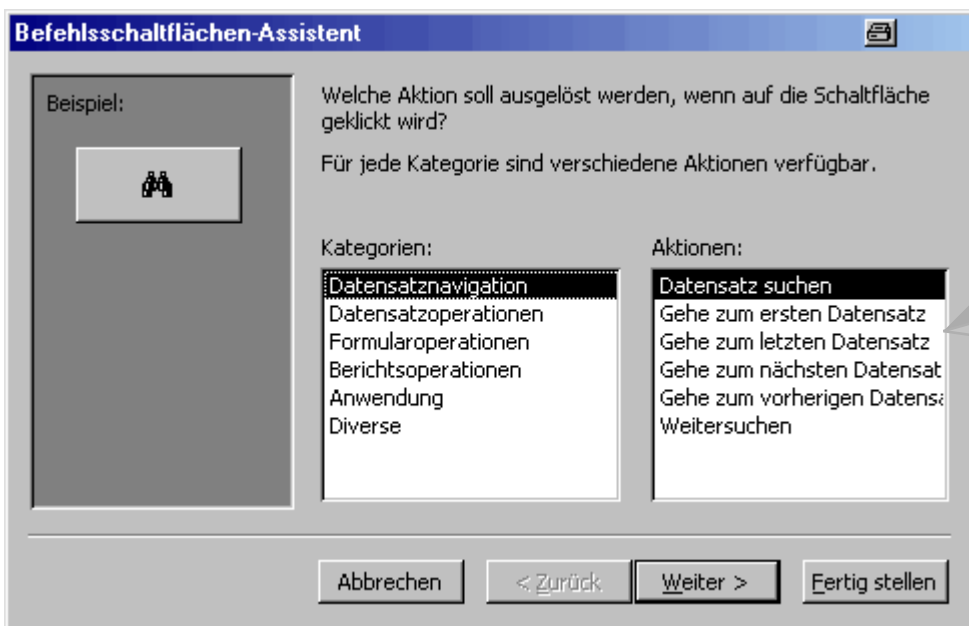 Befehlsschaltflächen-Assistent
Beispiel:
Welche Aktion soll ausgelöst werden, wenn auf die Schaltfläche
geklickt wird?
Für jede Kategorie sind verschiedene Aktionen verfügbar.
Kategorien:
Datensatznavigation
Datensatzoperationen
Formularoperationen
Berichtsoperationen
Anwendung
Diverse
Aktionen:
Datensatz suchen
Gehe zum ersten Datensatz
Gehe zum letzten Datensatz
Gehe zum nächsten Datensat
Gehe zum vorherigen Datensa
Weitersuchen
Abbrechen
< Zurück
Weiter >
Fertig stellen